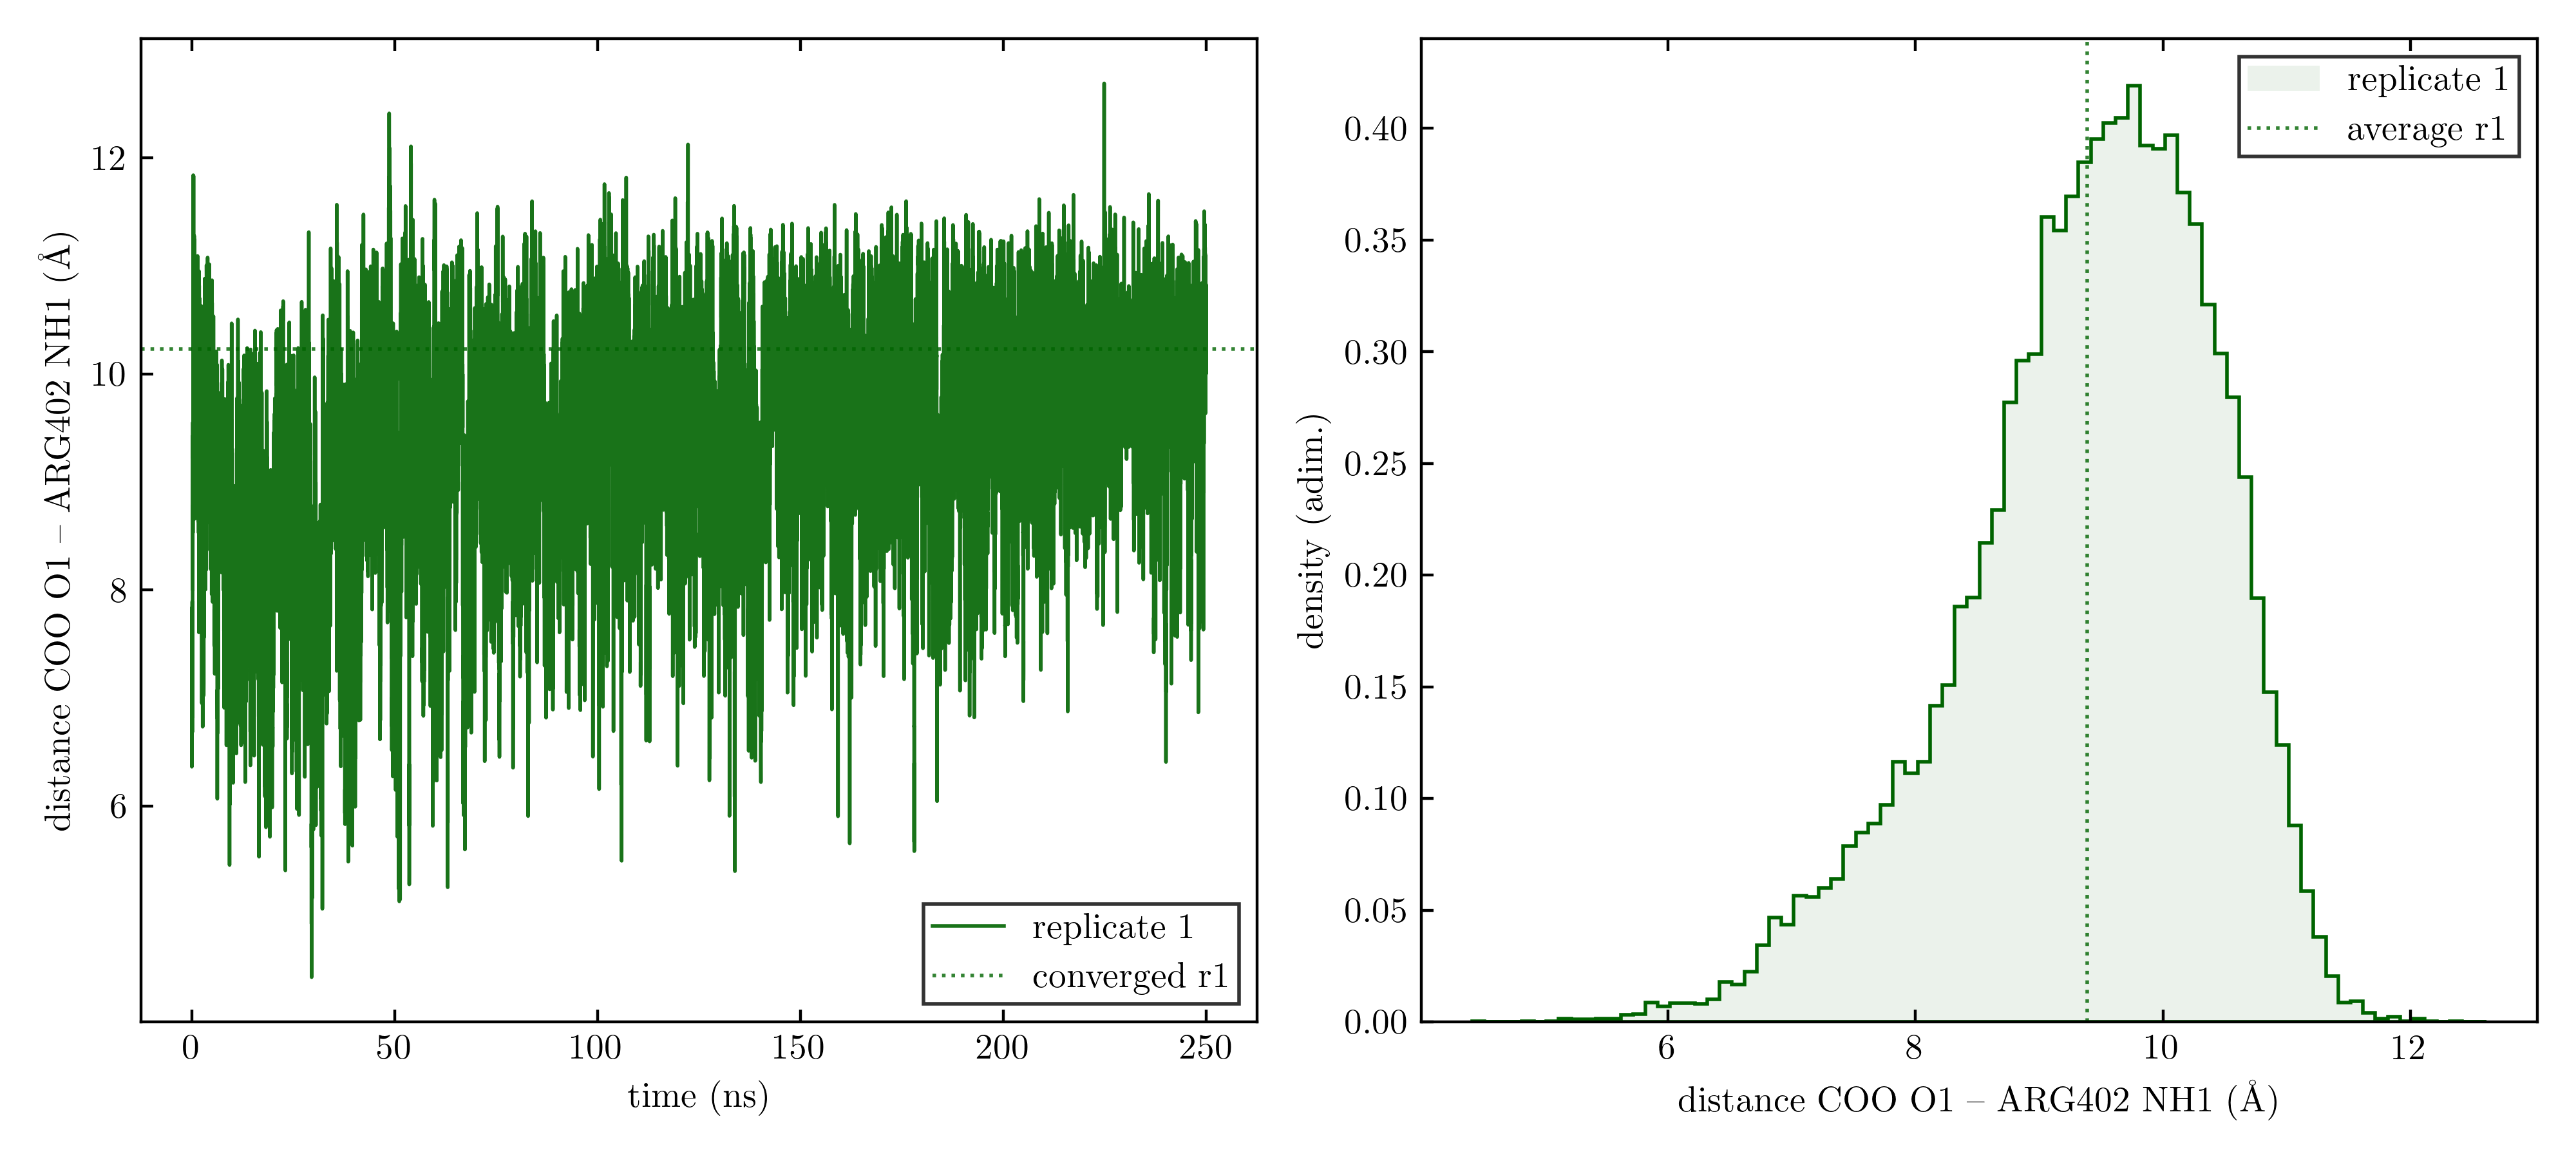 distance COO O1 – ARG402 NH1 (Å)
12
10
8
6
0 50 100 150 200 250
time (ns)
replicate 1
converged r1
density (adim.)
0.40
0.35
0.30
0.25
0.20
0.15
0.10
0.05
0.00
6 8 10 12
distance COO O1 – ARG402 NH1 (Å)
replicate 1
average r1